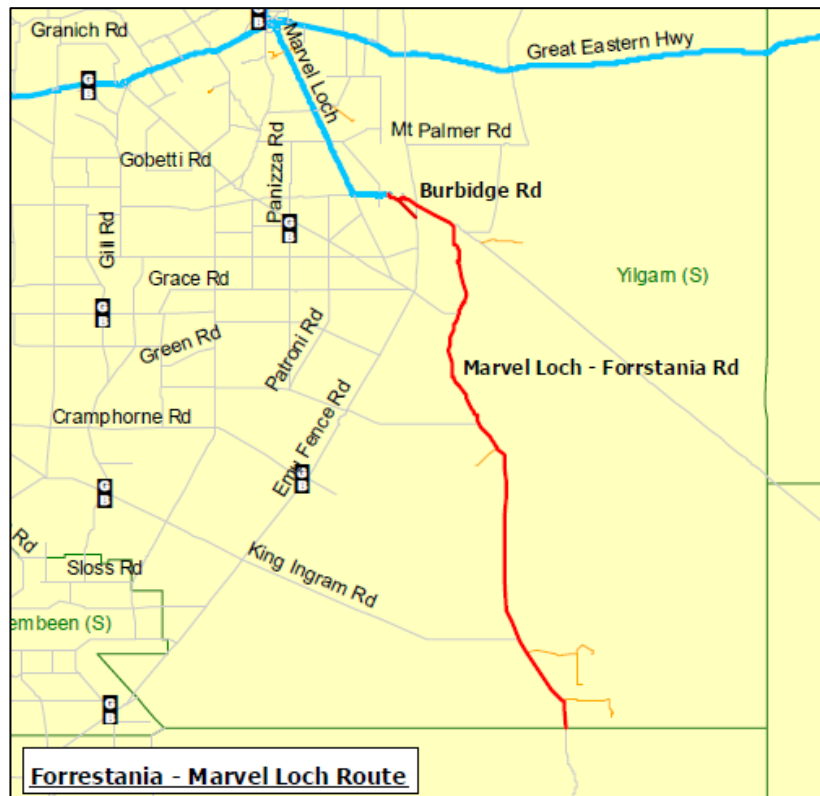 G
B
Granich Rd
Marvel Loch
Great Eastern Hwy
G
B
Mt Palmer Rd
Gobetti Rd
Panizza Rd
Burbidge Rd
G
B
Gill Rd
Grace Rd
Yilgarn (S)
G
B
Green Rd
Patroni Rd
Marvel Loch - Forrstania Rd
Cramphorne Rd
Emu Fence Rd
G
B
G
B
Rd
Sloss Rd
King Ingram Rd
embeen (S)
G
B
Forrestania - Marvel Loch Route